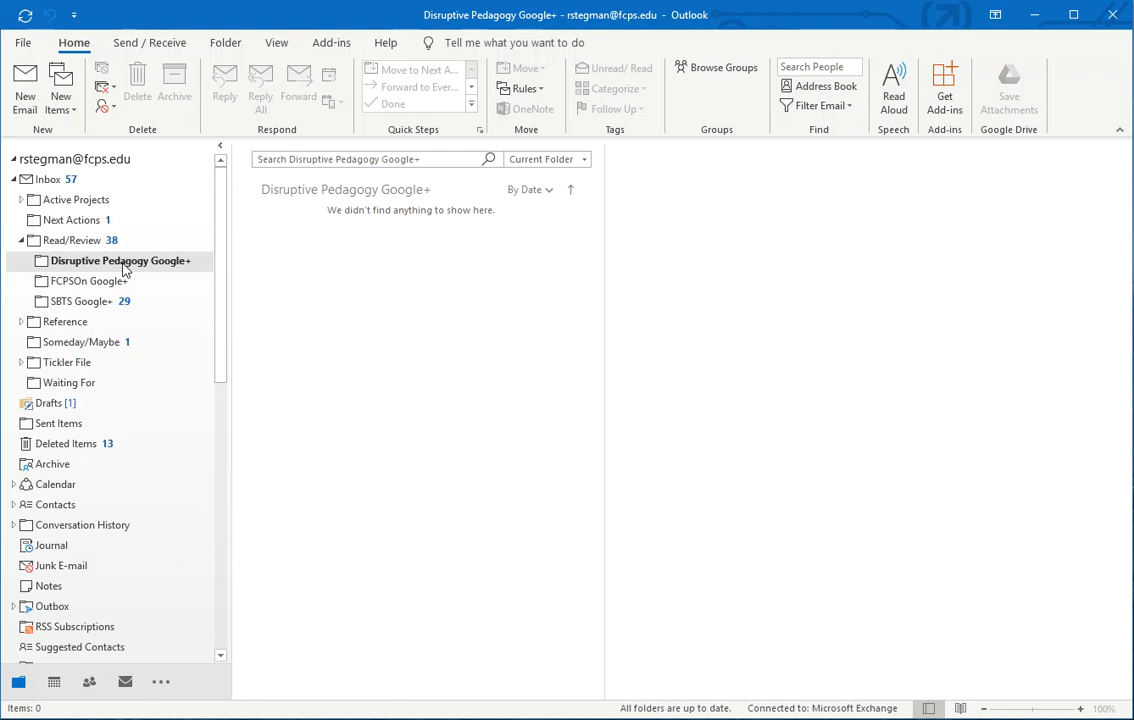 Disruptive Pedagogy Google+ - rstegman@fcps.edu - Outlook
File Home Send / Receive Folder View Add-ins Help Tell me what you want to do
New Email
New Items
Delete
Archive
Delete
Reply
Reply All
Forward
Respond
Move to Next A...
Forward to Ever...
Done
Quick Steps
Move
Rules
OneNote
Move
Unread/ Read
Categorize
Follow Up
Tags
Browse Groups
Groups
Search People
Address Book
Filter Email
Find
Read Aloud
Speech
Get Add-ins
Add-ins
Save Attachments
Google Drive
New
rstegman@fcps.edu
Inbox 57
Active Projects
Next Actions 1
Read/Review 38
Disruptive Pedagogy Google+
FCPSOn Google+
SBTS Google+ 29
Reference
Someday/Maybe 1
Tickler File
Waiting For
Drafts [1]
Sent Items
Deleted Items 13
Archive
Calendar
Contacts
Conversation History
Journal
Junk E-mail
Notes
Outbox
RSS Subscriptions
Suggested Contacts
Search Disruptive Pedagogy Google+
Current Folder
Disruptive Pedagogy Google+
By Date
We didn't find anything to show here.
Items: 0
All folders are up to date.
Connected to: Microsoft Exchange
100%